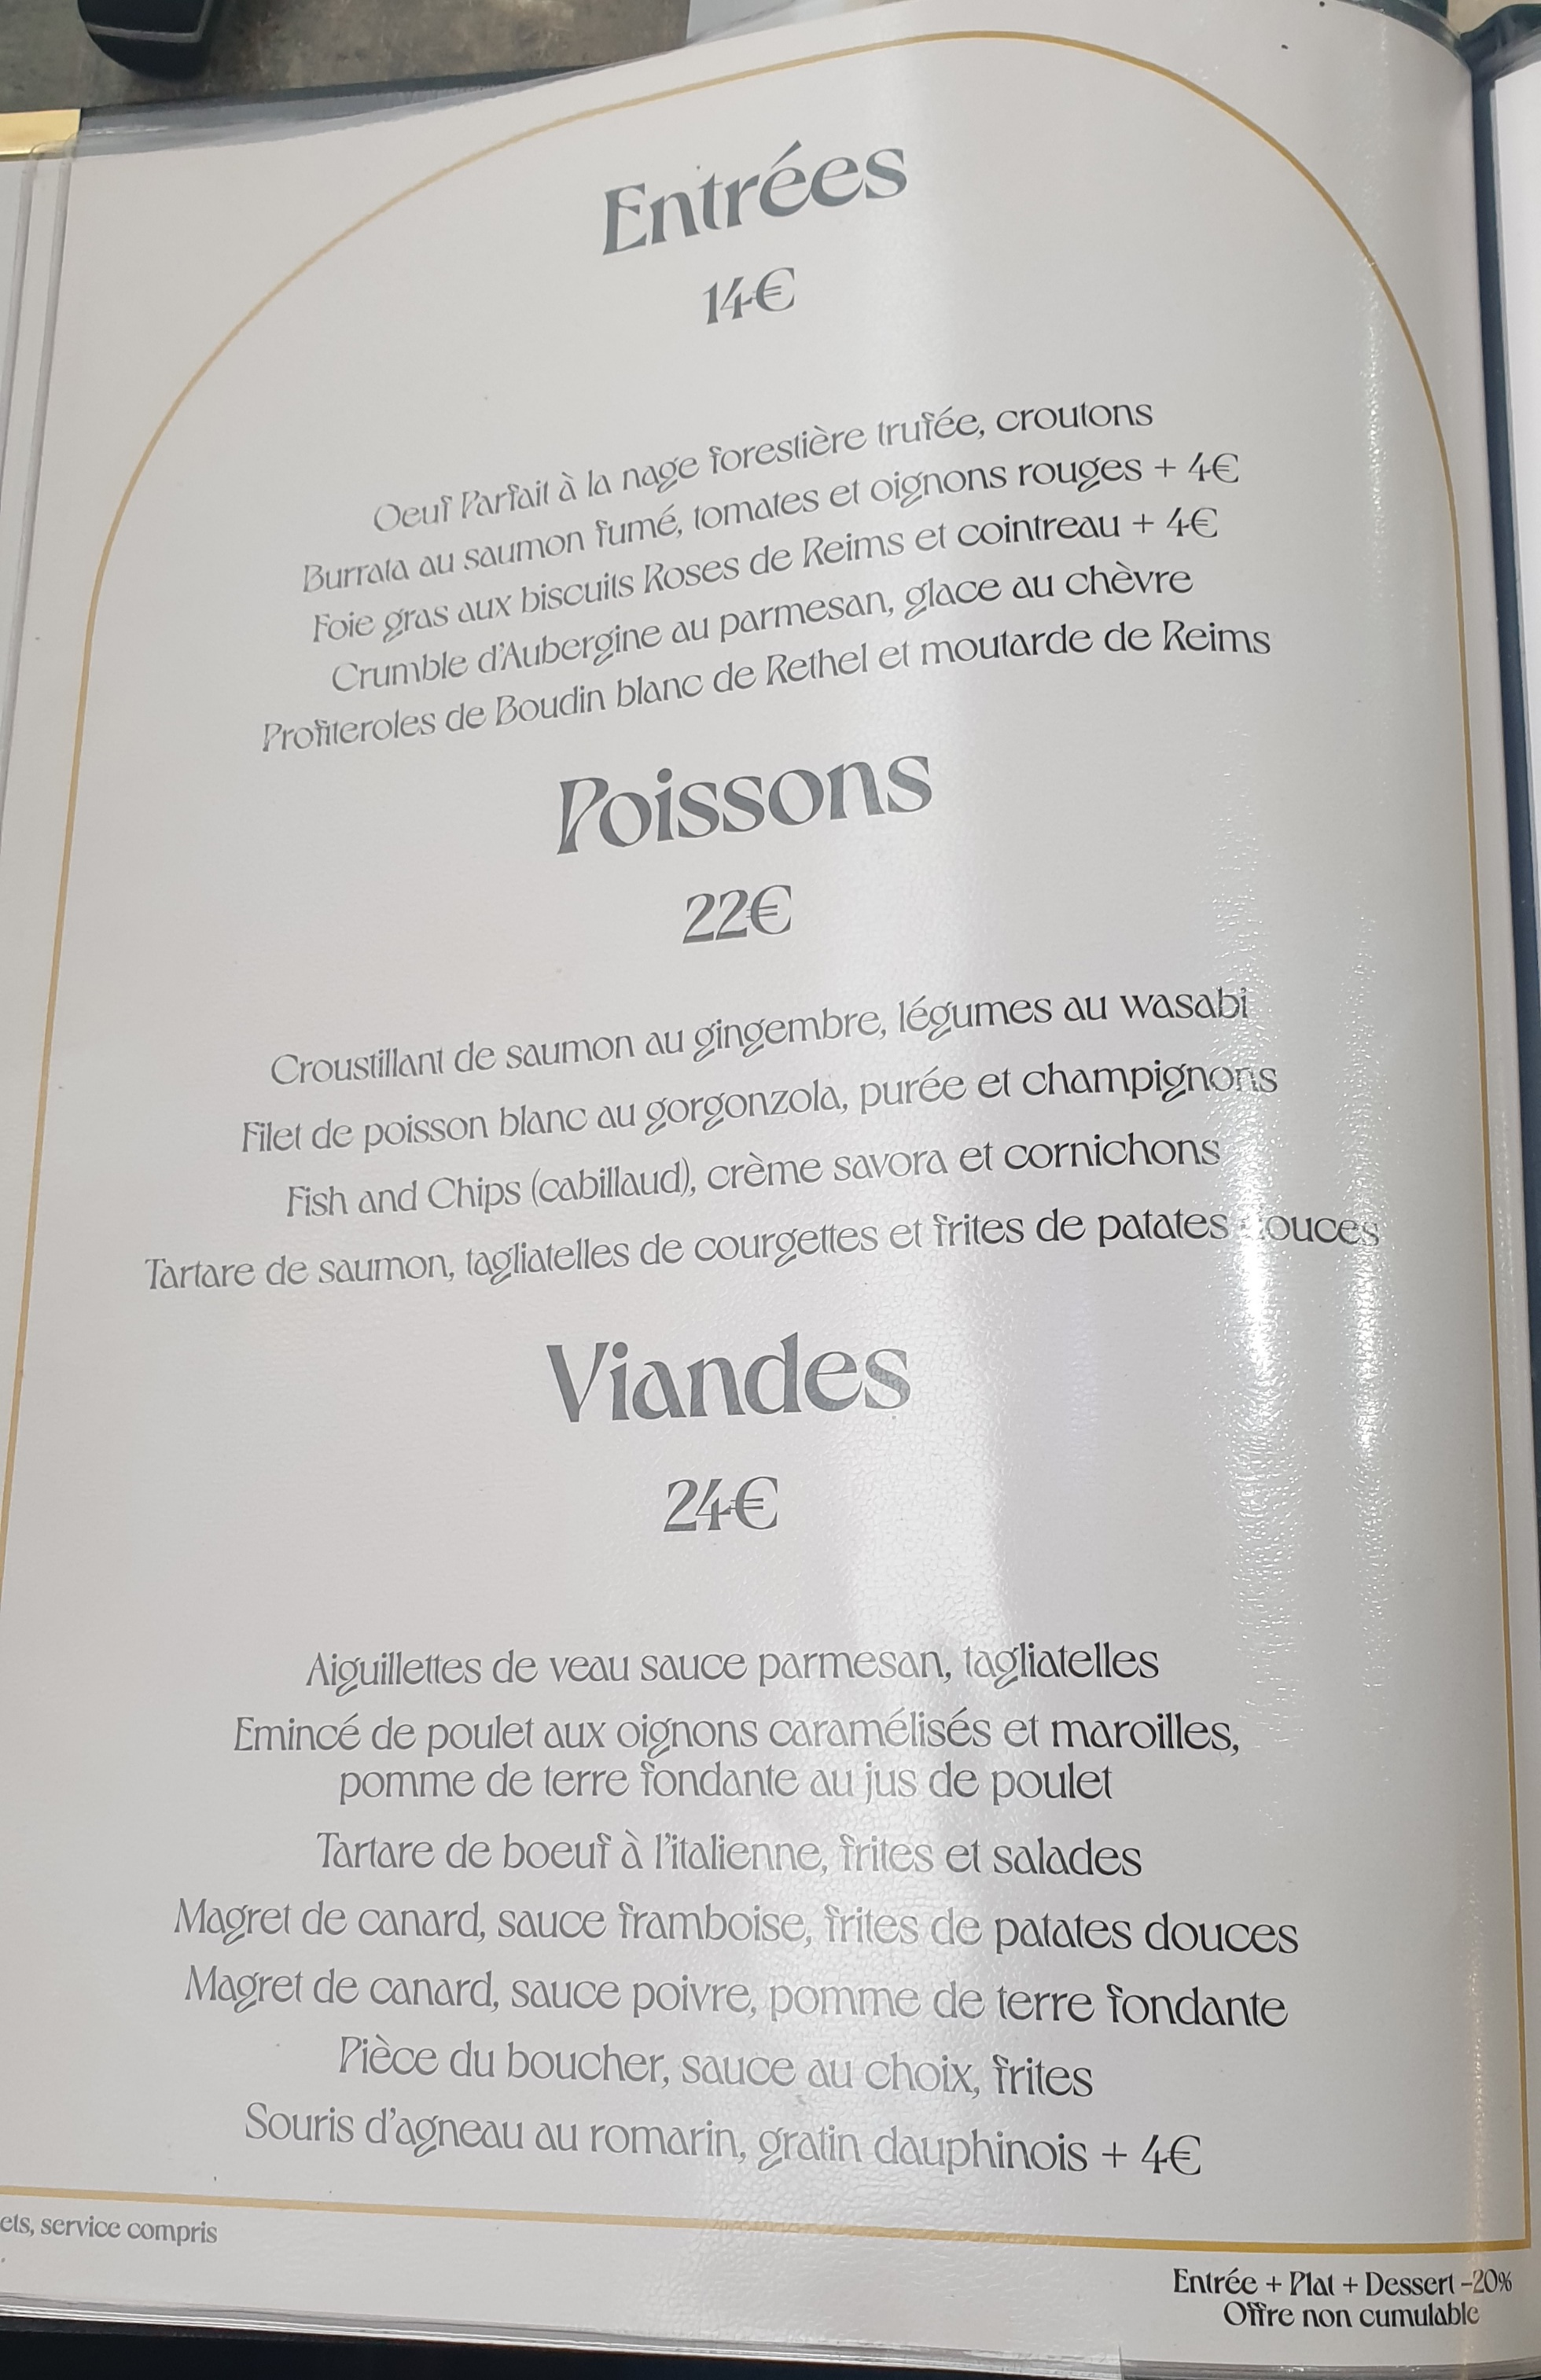 Entrées
14€
Oeuf Parfait à la nage forestière trufée, croutons
Burrata au saumon fumé, tomates et oignons rouges + 4€
Foie gras aux biscuits Roses de Reims et cointreau + 4€
Crumble d'Aubergine au parmesan, glace au chèvre
Profiteroles de Boudin blanc de Rethel et moutarde de Reims
Poissons
22€
Croustillant de saumon au gingembre, légumes au wasabi
Filet de poisson blanc au gorgonzola, purée et champignons
Fish and Chips (cabillaud), crème savora et cornichons
Tartare de saumon, tagliatelles de courgettes et frites de patates douces
Viandes
24€
Aiguillettes de veau sauce parmesan, tagliatelles
Emincé de poulet aux oignons caramélisés et maroilles,
pomme de terre fondante au jus de poulet
Tartare de boeuf à l'italienne, frites et salades
Magret de canard, sauce framboise, frites de patates douces
Magret de canard, sauce poivre, pomme de terre fondante
Pièce du boucher, sauce au choix, frites
Souris d'agneau au romarin, gratin dauphinois + 4€
ets, service compris
Entrée + Plat + Dessert -20%
Offre non cumulable